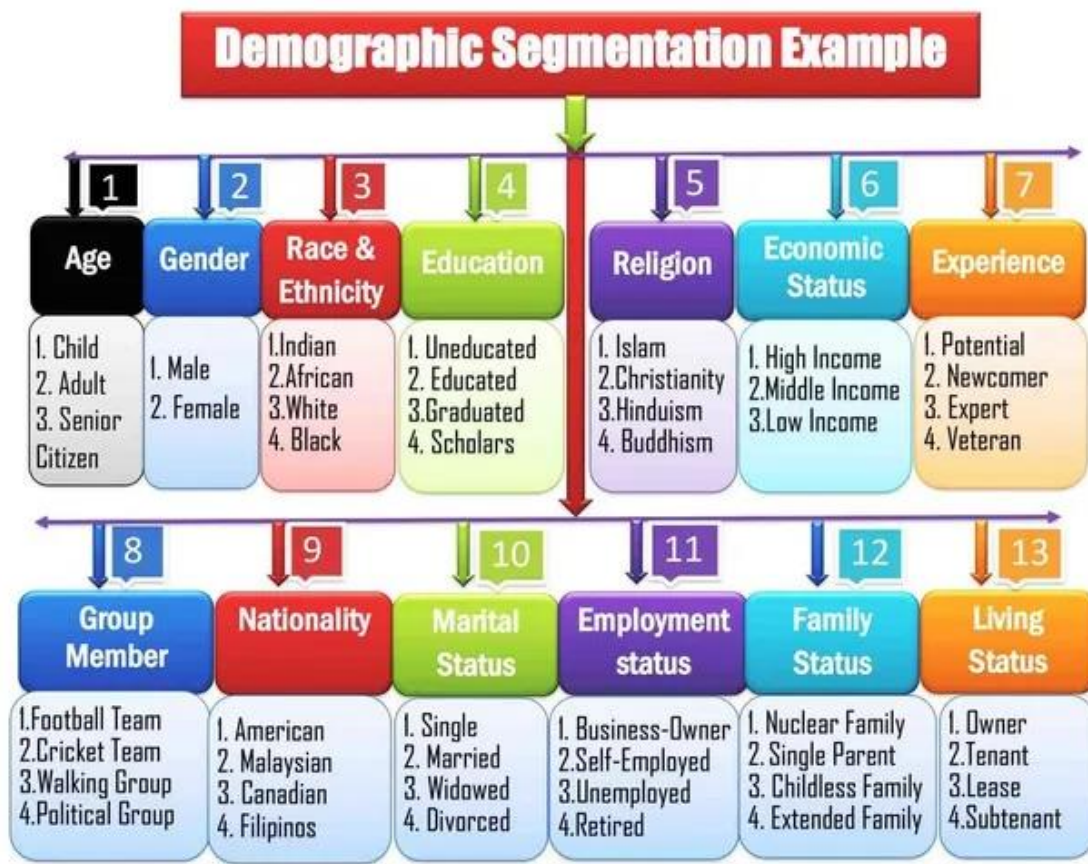 Demographic Segmentation Example
1
Age
1. Child
2. Adult
3. Senior
Citizen
2
Gender
1. Male
2. Female
3
Race &
Ethnicity
1.Indian
2.African
3.White
4. Black
4
Education
1. Uneducated
2. Educated
3.Graduated
4. Scholars
5
Religion
1. Islam
2.Christianity
3.Hinduism
4. Buddhism
6
Economic
Status
1. High Income
2.Middle Income
3.Low Income
7
Experience
1. Potential
2. Newcomer
3. Expert
4. Veteran
8
Group
Member
1.Football Team
2.Cricket Team
3.Walking Group
4.Political Group
9
Nationality
1. American
2. Malaysian
3. Canadian
4. Filipinos
10
Marital
Status
1. Single
2. Married
3. Widowed
4. Divorced
11
Employment
status
1. Business-Owner
2.Self-Employed
3.Unemployed
4.Retired
12
Family
Status
1. Nuclear Family
2. Single Parent
3. Childless Family
4. Extended Family
13
Living
Status
1. Owner
2.Tenant
3.Lease
4.Subtenant